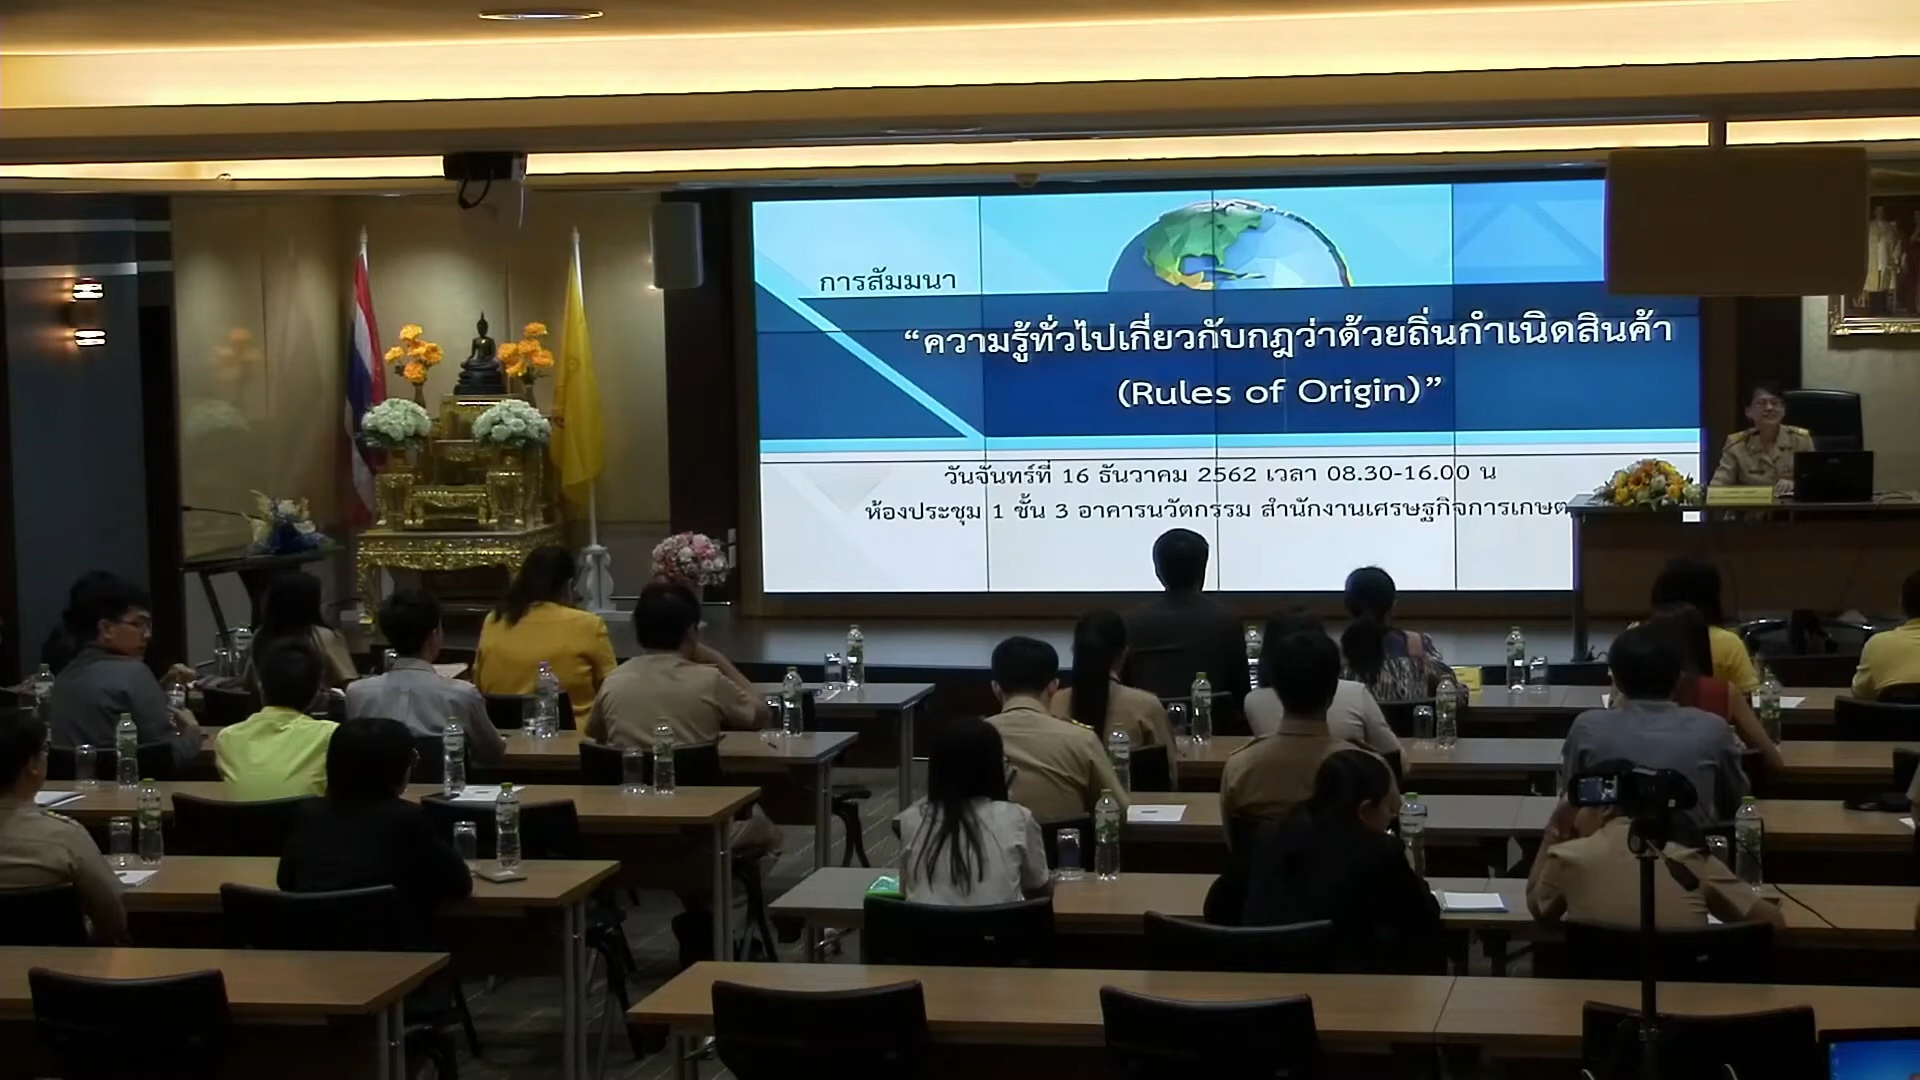 การสัมมนา
“ความรู้ทั่วไปเกี่ยวกับกฎว่าด้วยถิ่นกำเนิดสินค้า
(Rules of Origin)”
วันจันทร์ที่ 16 ธันวาคม 2562 เวลา 08.30-16.00 น
ห้องประชุม 1 ชั้น 3 อาคารนวัตกรรม สำนักงานเศรษฐกิจการเกษต